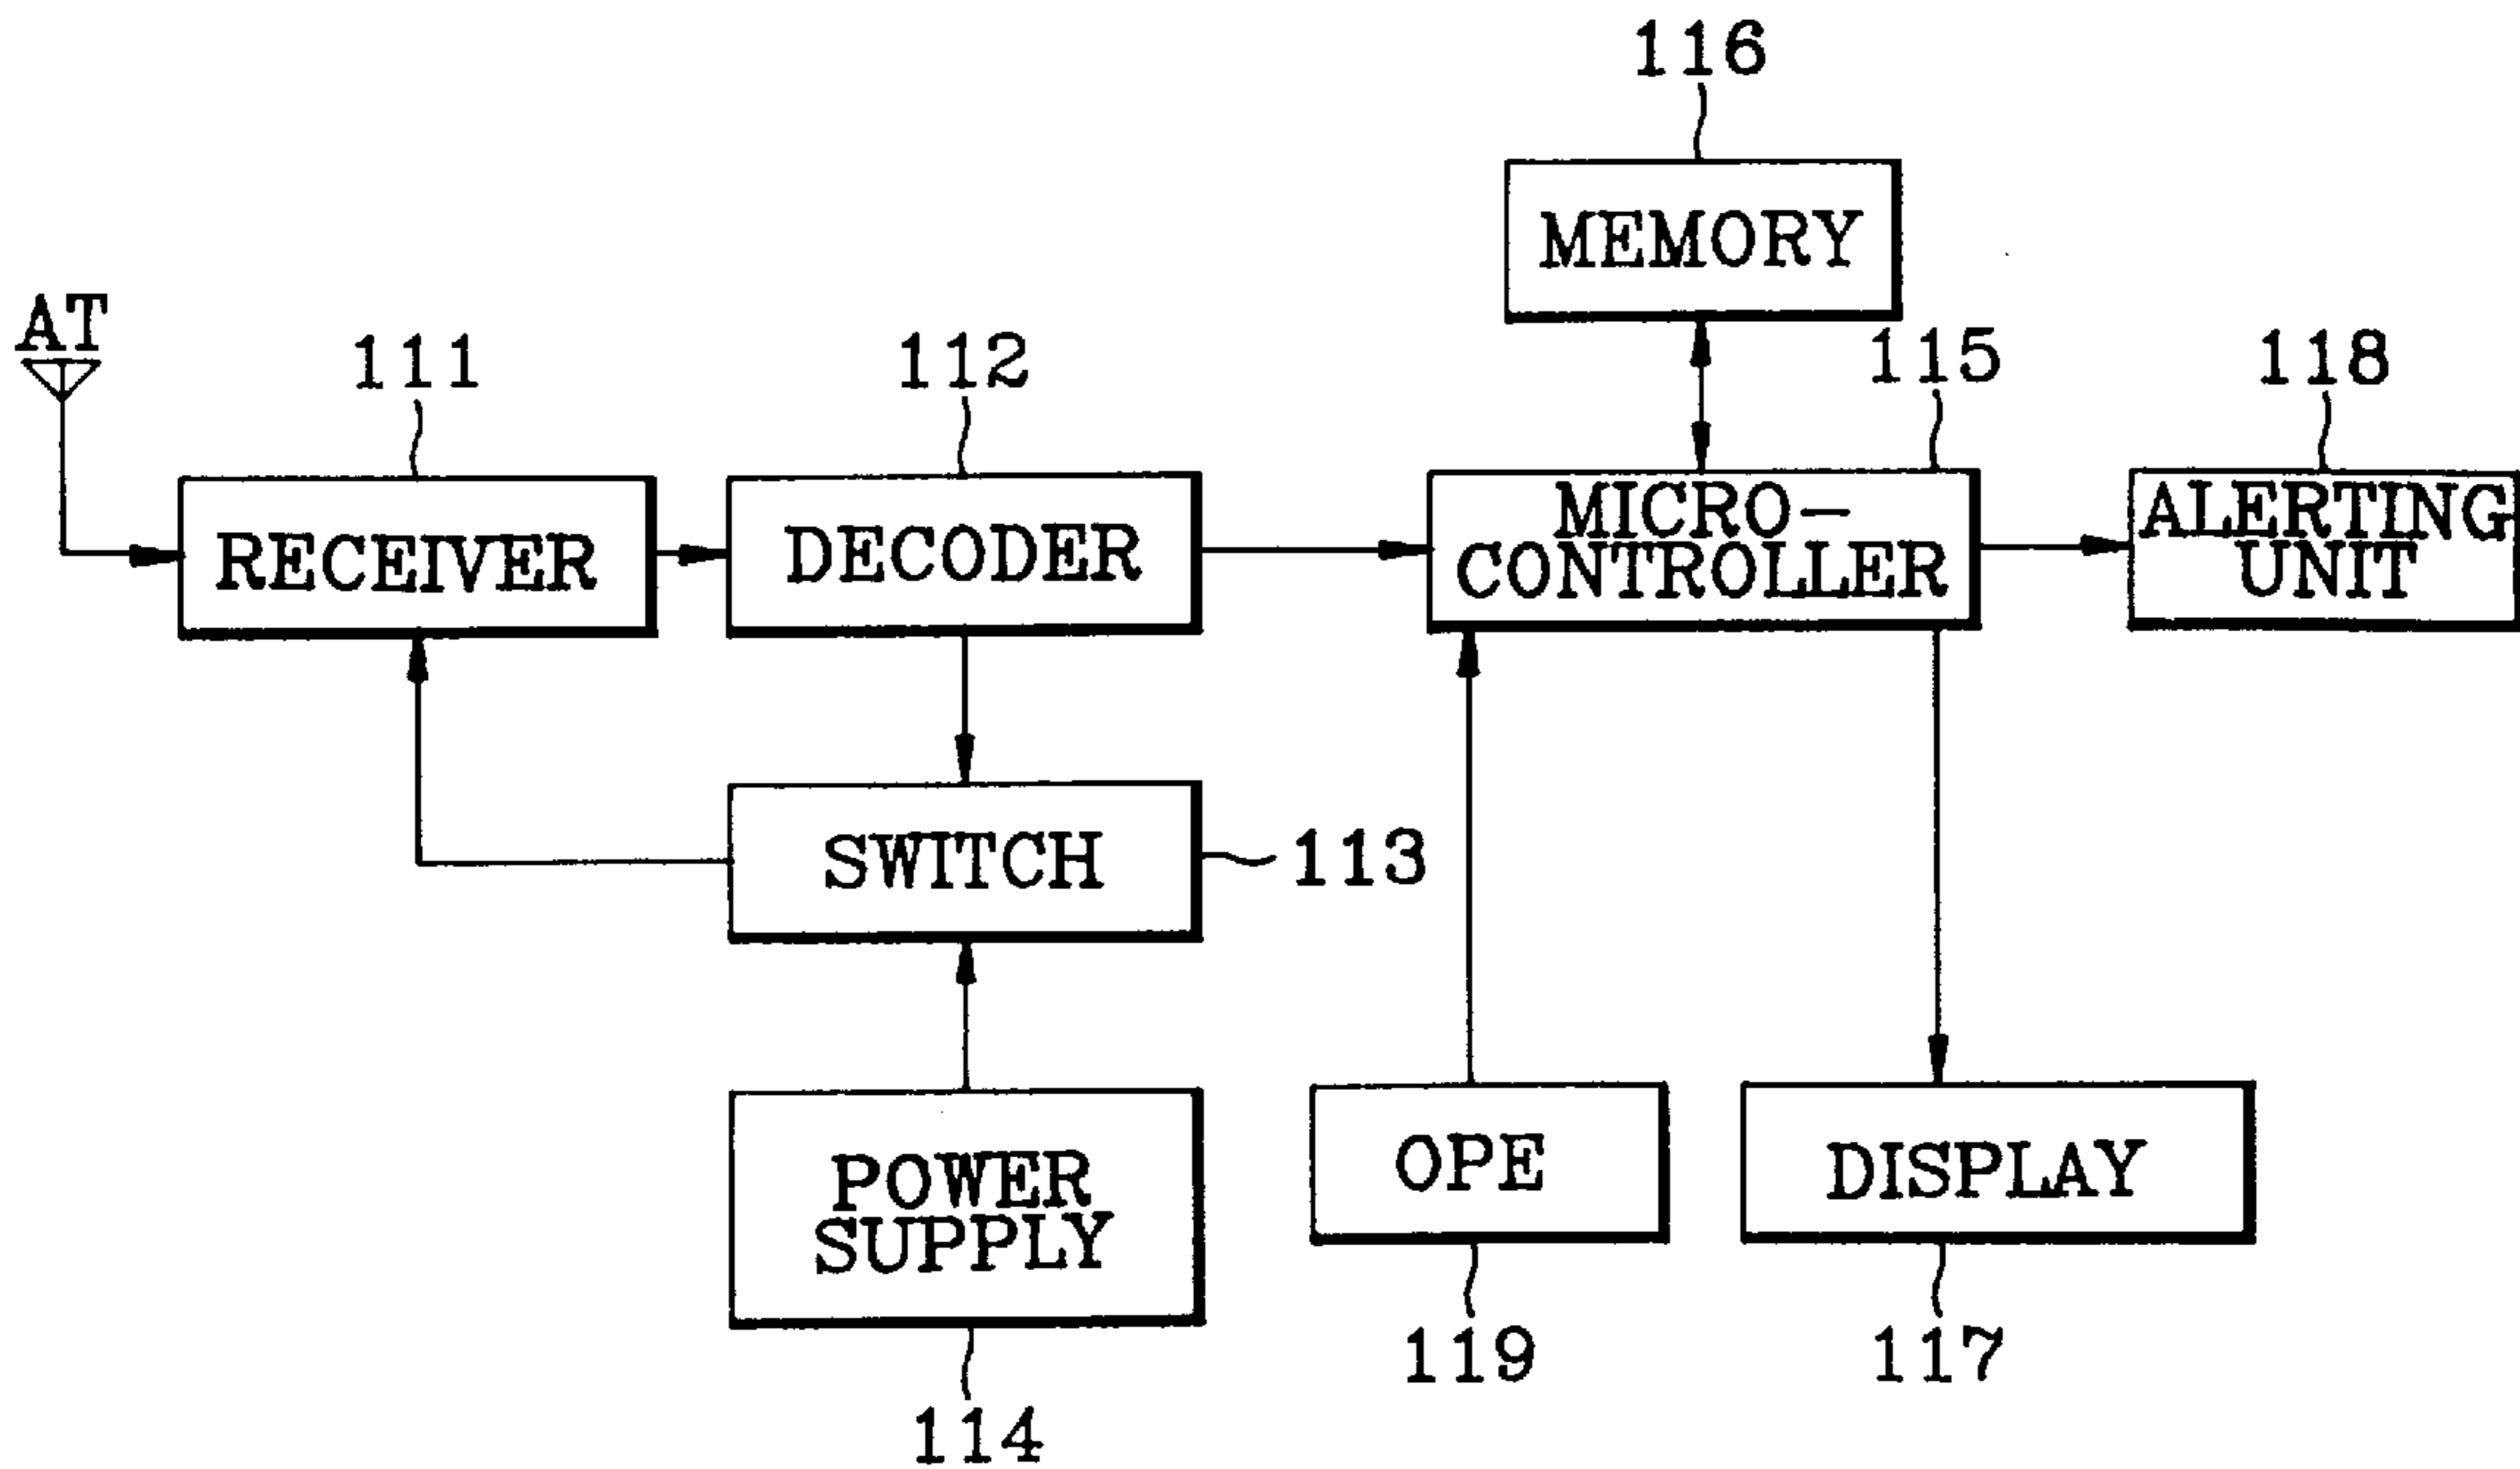 116
MEMORY
AT
111
112
115
118
RECEIVER
DECODER
MICRO-
CONTROLLER
ALERTING
UNIT
SWITCH
113
POWER
SUPPLY
OPE
DISPLAY
119
117
114